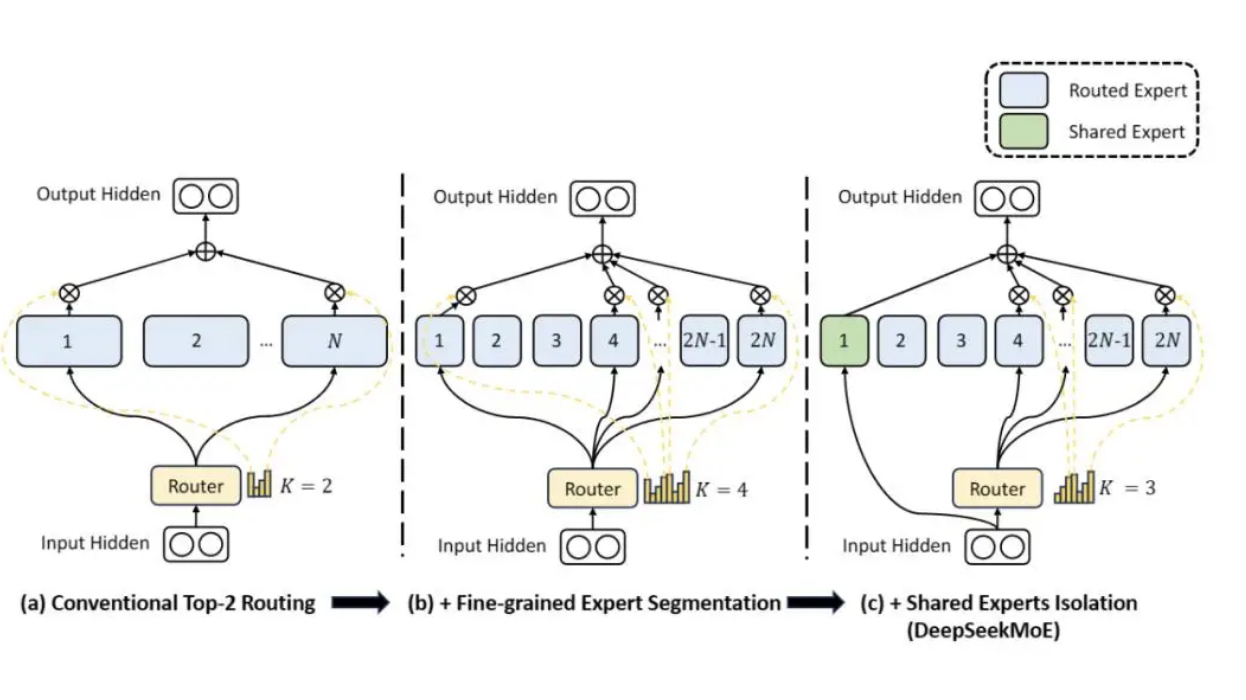 Routed Expert
Shared Expert
Output Hidden
1
2
...
N
Router
K = 2
Input Hidden
(a) Conventional Top-2 Routing
Output Hidden
1
2
3
4
...
2N-1
2N
Router
K = 4
Input Hidden
(b) + Fine-grained Expert Segmentation
Output Hidden
1
2
3
4
...
2N-1
2N
Router
K = 3
Input Hidden
(c) + Shared Experts Isolation
(DeepSeekMoE)